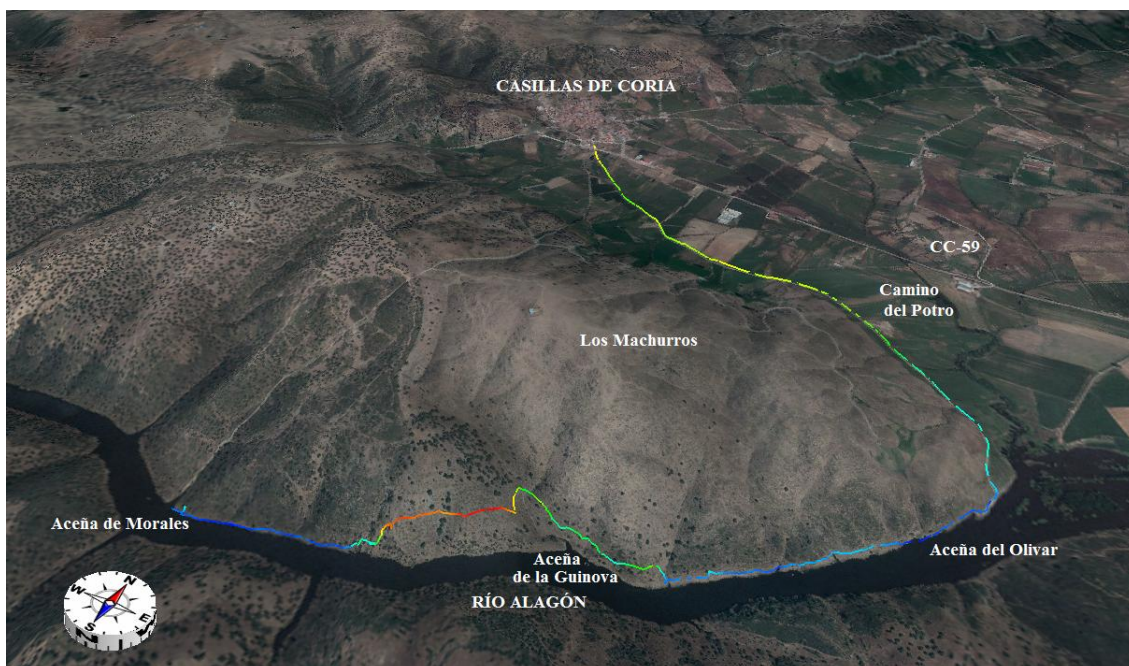 CASILLAS DE CORIA
CC-59
Camino
del Potro
Los Machurros
Aceña de Morales
Aceña
de la Guinova
Aceña del Olivar
RÍO ALAGÓN
N
W
E
S